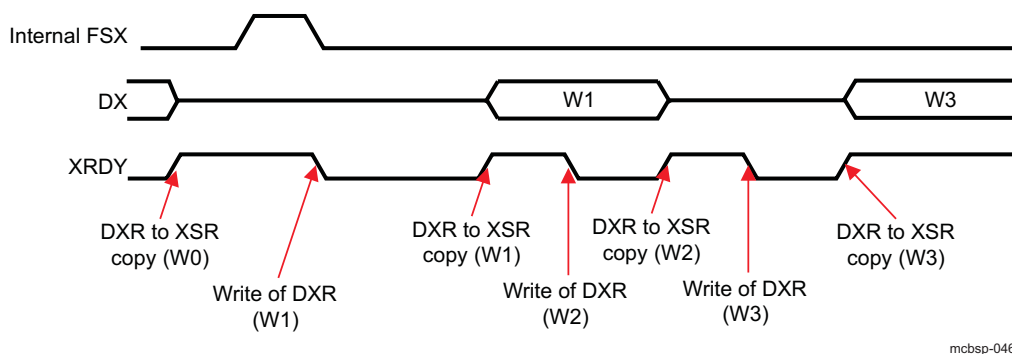 Internal FSX
DX
W1
W3
XRDY
DXR to XSR
copy (W0)
Write of DXR
(W1)
DXR to XSR
copy (W1)
Write of DXR
(W2)
DXR to XSR
copy (W2)
Write of DXR
(W3)
DXR to XSR
copy (W3)
mcbsp-046